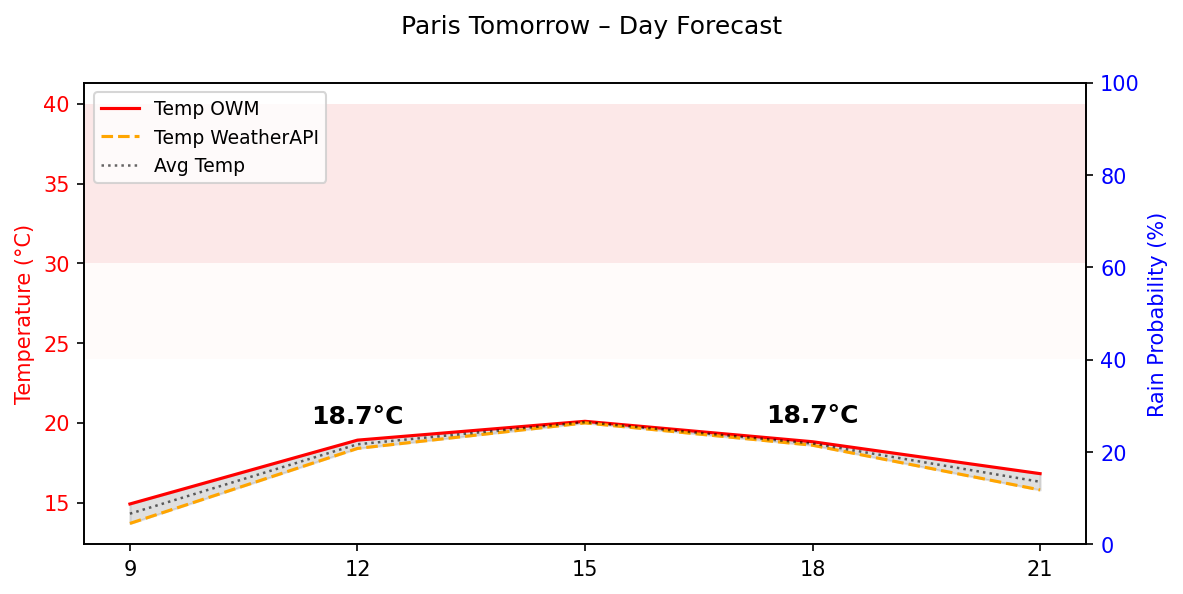 Paris Tomorrow – Day Forecast
Temp OWM
Temp WeatherAPI
Avg Temp
Temperature (°C)
40
35
30
25
20
15
18.7°C
18.7°C
100
80
60
40
20
0
Rain Probability (%)
9
12
15
18
21